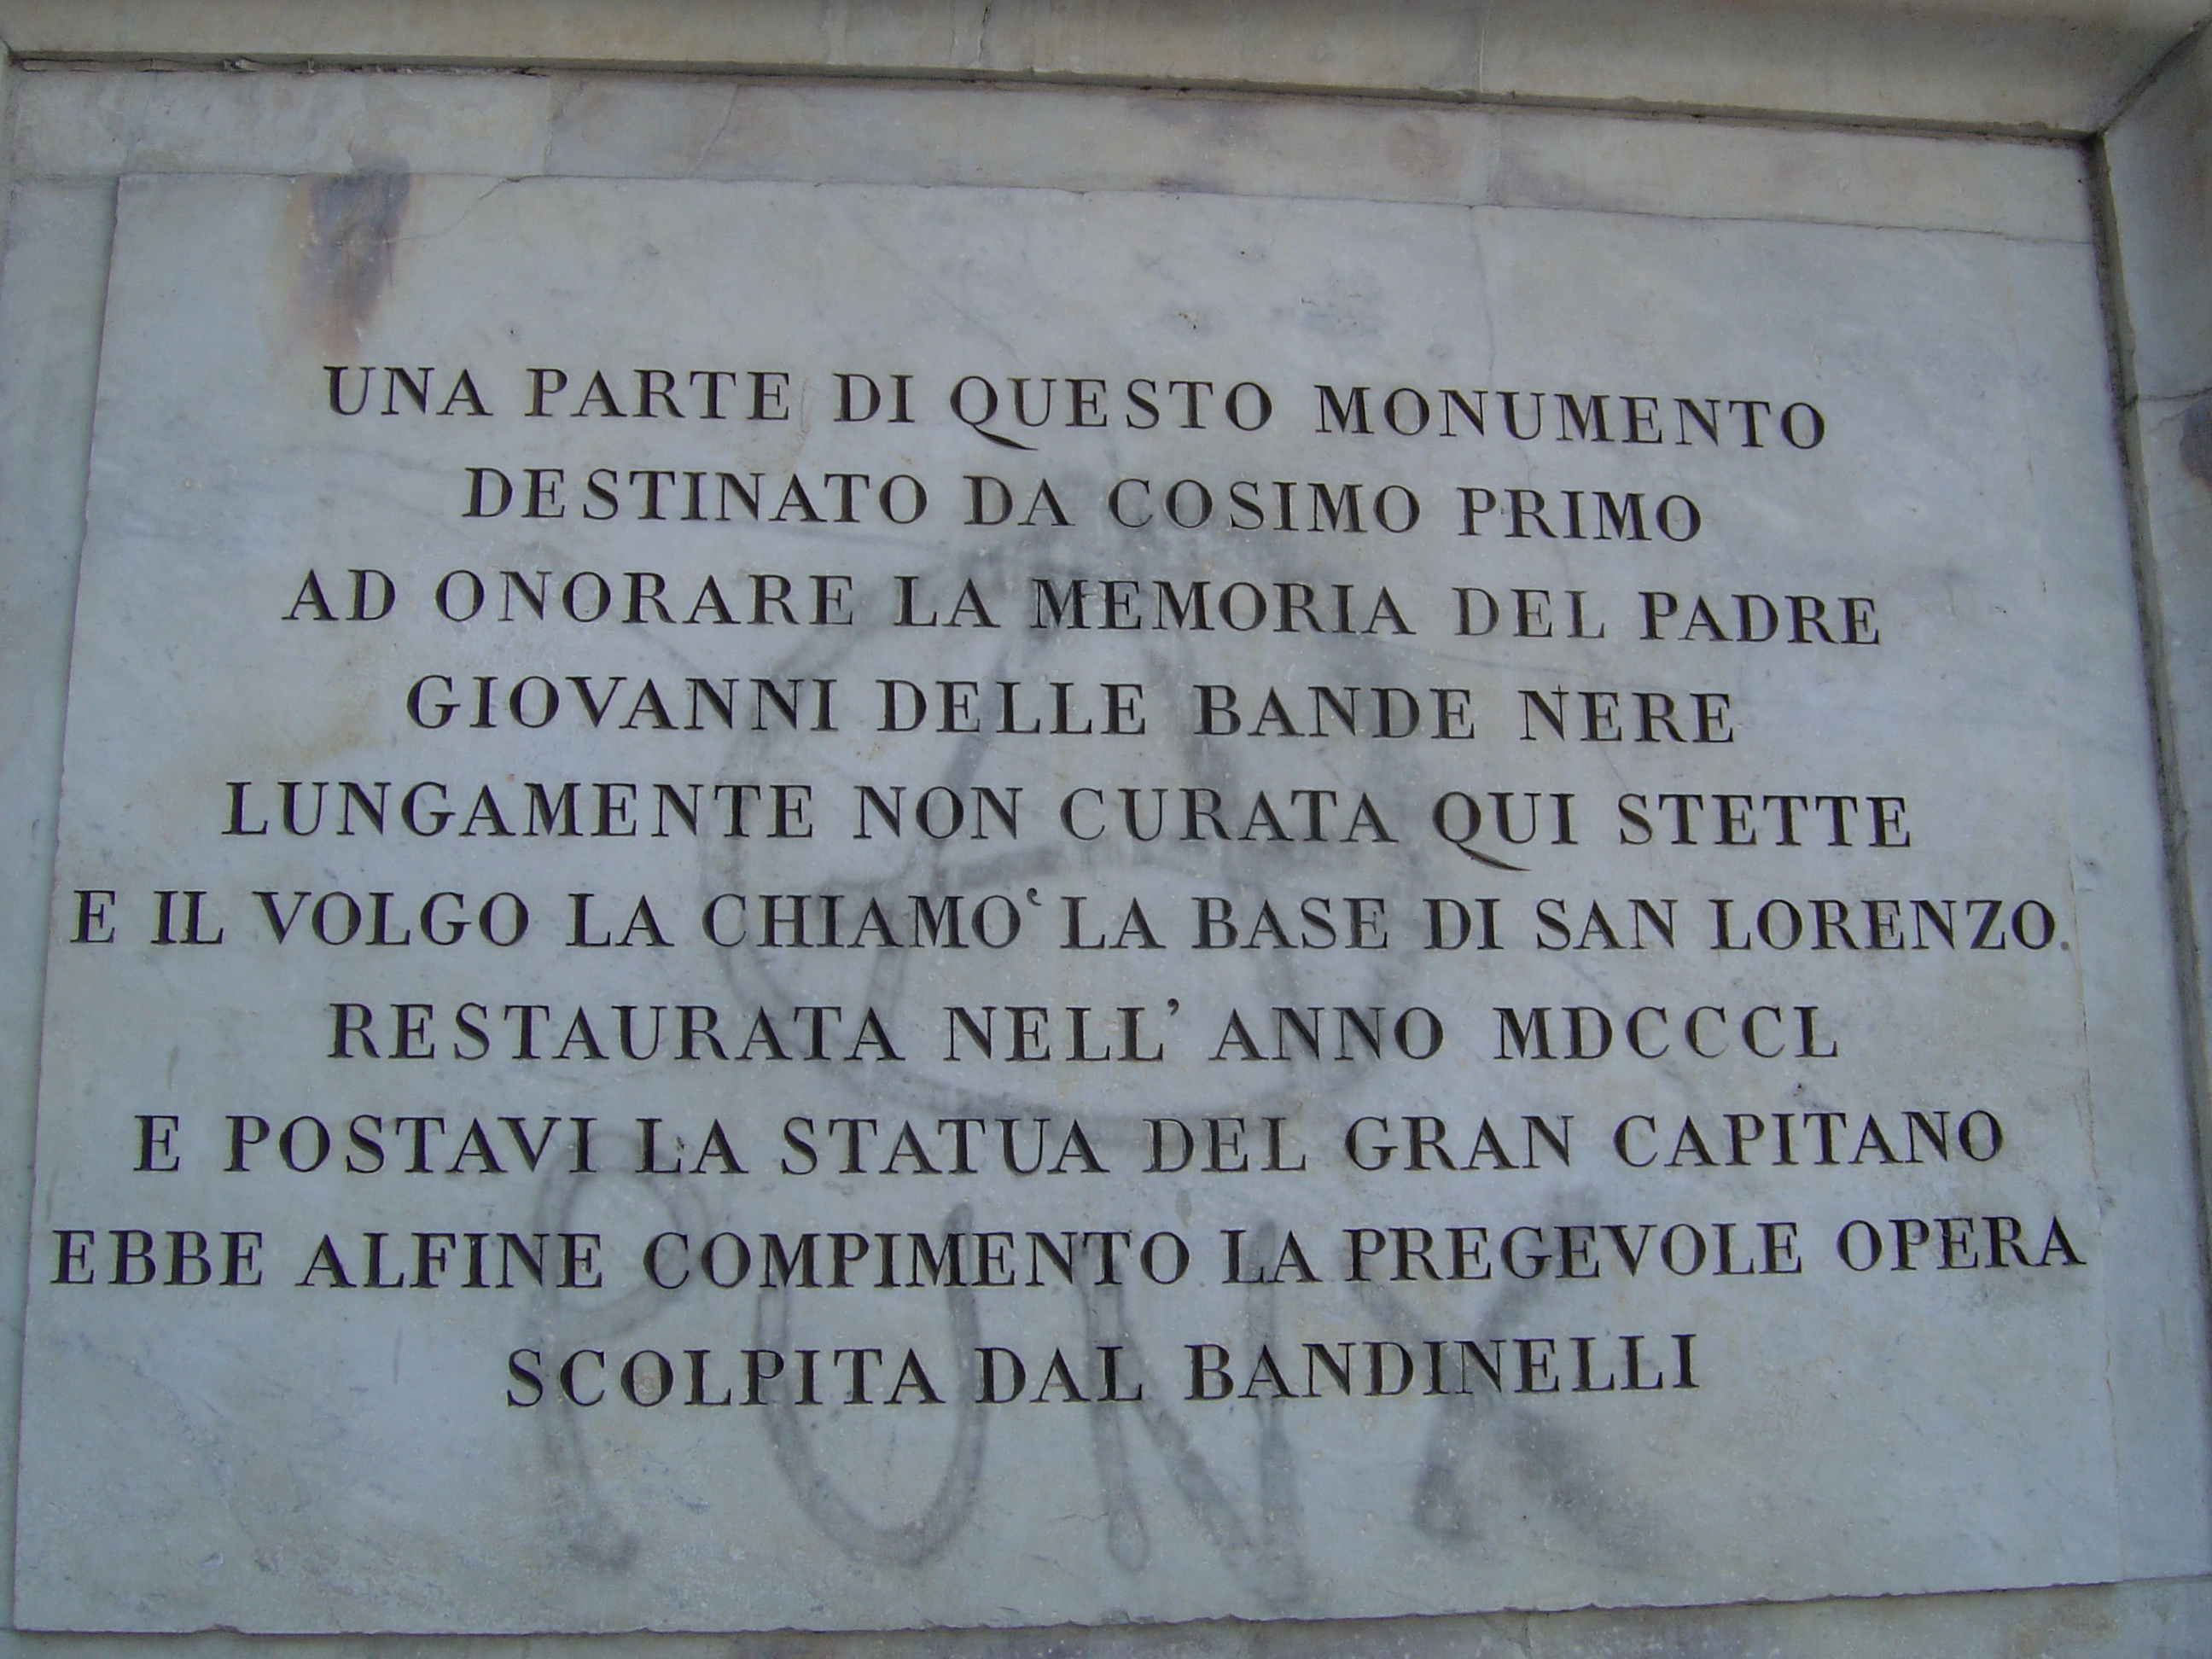 UNA PARTE DI QUESTO MONUMENTO
DESTINATO DA COSIMO PRIMO
AD ONORARE LA MEMORIA DEL PADRE
GIOVANNI DELLE BANDE NERE
LUNGAMENTE NON CURATA QUI STETTE
E IL VOLGO LA CHIAMO‘ LA BASE DI SAN LORENZO.
RESTAURATA NELL’ ANNO MDCCCL
E POSTAVI LA STATUA DEL GRAN CAPITANO
EBBE ALFINE COMPIMENTO LA PREGEVOLE OPERA
SCOLPITA DAL BANDINELLI
A
PUNX